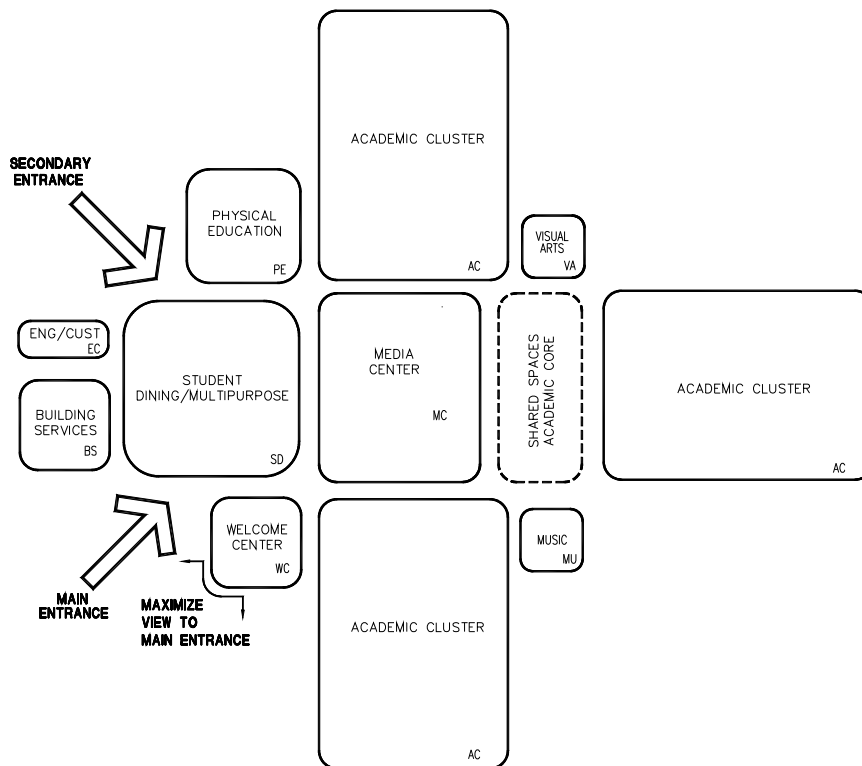 ACADEMIC CLUSTER
AC
SECONDARY
ENTRANCE
PHYSICAL
EDUCATION
PE
VISUAL
ARTS
VA
ENG/CUST
EC
BUILDING
SERVICES
BS
STUDENT
DINING/MULTIPURPOSE
SD
MEDIA
CENTER
MC
SHARED SPACES
ACADEMIC CORE
ACADEMIC CLUSTER
AC
WELCOME
CENTER
WC
MUSIC
MU
MAIN
ENTRANCE
MAXIMIZE
VIEW TO
MAIN ENTRANCE
ACADEMIC CLUSTER
AC